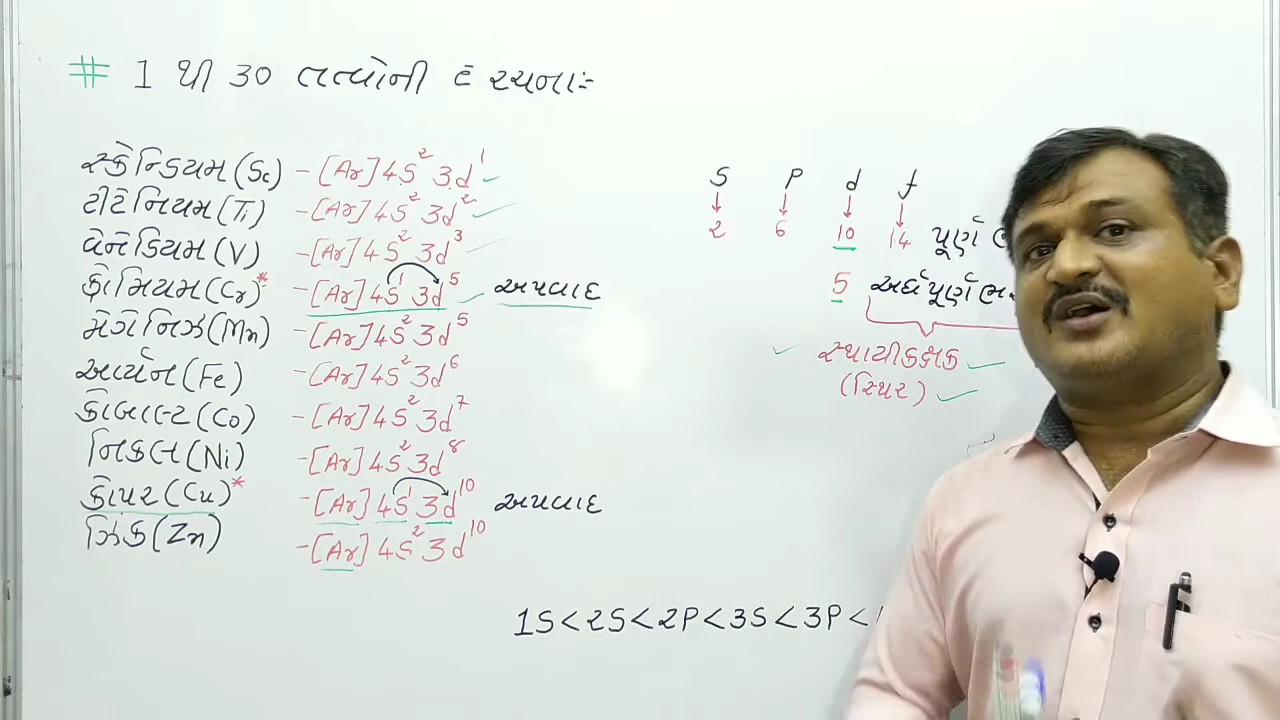 # 1 થી 30 તત્વોની ē રચનાઃ-
સ્કેન્ડિયમ (Sc) - [Ar] 4s² 3d¹ ✓
ટીટેનિયમ (Ti) - [Ar] 4s² 3d² ✓
વેનેડિયમ (V) - [Ar] 4s² 3d³
ક્રોમિયમ (Cr)* - [Ar] 4s¹ 3d⁵ ✓ અપવાદ
મેંગેનિઝ (Mn) - [Ar] 4s² 3d⁵
આર્યન (Fe) - [Ar] 4s² 3d⁶
કોબાલ્ટ (Co) - [Ar] 4s² 3d⁷
નિકલ (Ni) - [Ar] 4s² 3d⁸
કોપર (Cu)* - [Ar] 4s¹ 3d¹⁰ અપવાદ
ઝિંક (Zn) - [Ar] 4s² 3d¹⁰
S P d f
↓ ↓ ↓ ↓
2 6 10 14 પૂર્ણ
5 અર્ધપૂર્ણ
✓ સ્થાયીકક્ષક ✓
(સ્થિર) ✓
1S<2S<2P<3S<3P<